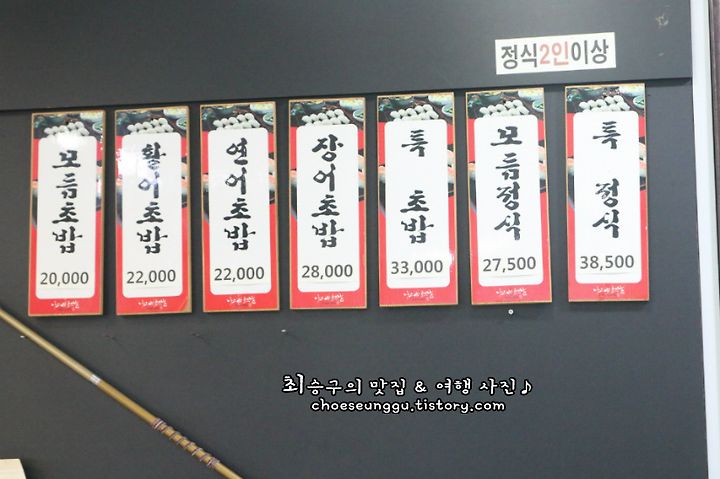 정식2인이상
모듬초밥
20,000
활어초밥
22,000
연어초밥
22,000
장어초밥
28,000
특 초밥
33,000
모듬정식
27,500
특 정식
38,500
최승구의 맛집 & 여행 사진♪
choeseunggu.tistory.com